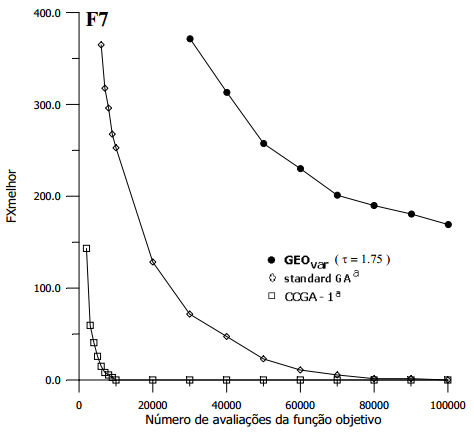 F7
400.0
300.0
200.0
100.0
0.0
FXmelhor
GEOvar ( τ = 1.75 )
standard GA a
CCGA - 1 a
0
20000
40000
60000
80000
100000
Número de avaliações da função objetivo